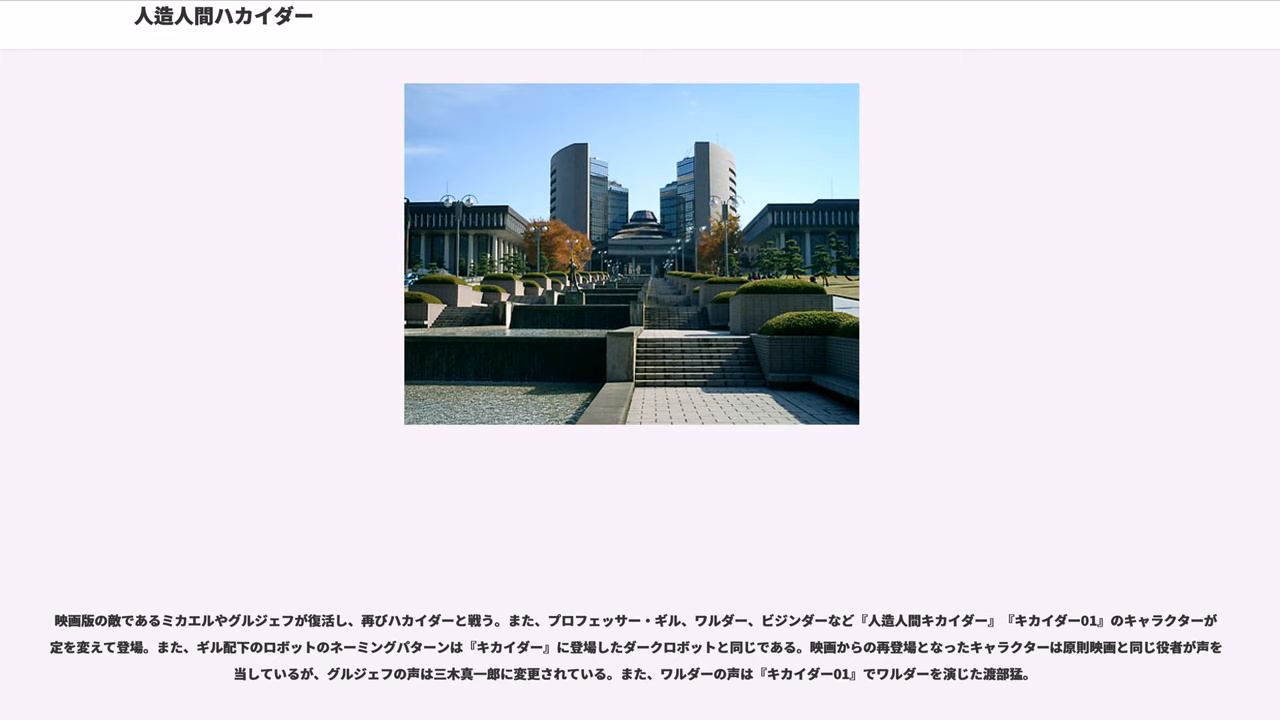 人造人間ハカイダー
映画版の敵であるミカエルやグルジェフが復活し、再びハカイダーと戦う。また、プロフェッサー・ギル、ワルダー、ビジンダーなど『人造人間キカイダー』『キカイダー01』のキャラクターが
定を変えて登場。また、ギル配下のロボットのネーミングパターンは『キカイダー』に登場したダークロボットと同じである。映画からの再登場となったキャラクターは原則映画と同じ役者が声を
当しているが、グルジェフの声は三木真一郎に変更されている。また、ワルダーの声は『キカイダー01』でワルダーを演じた渡部猛。